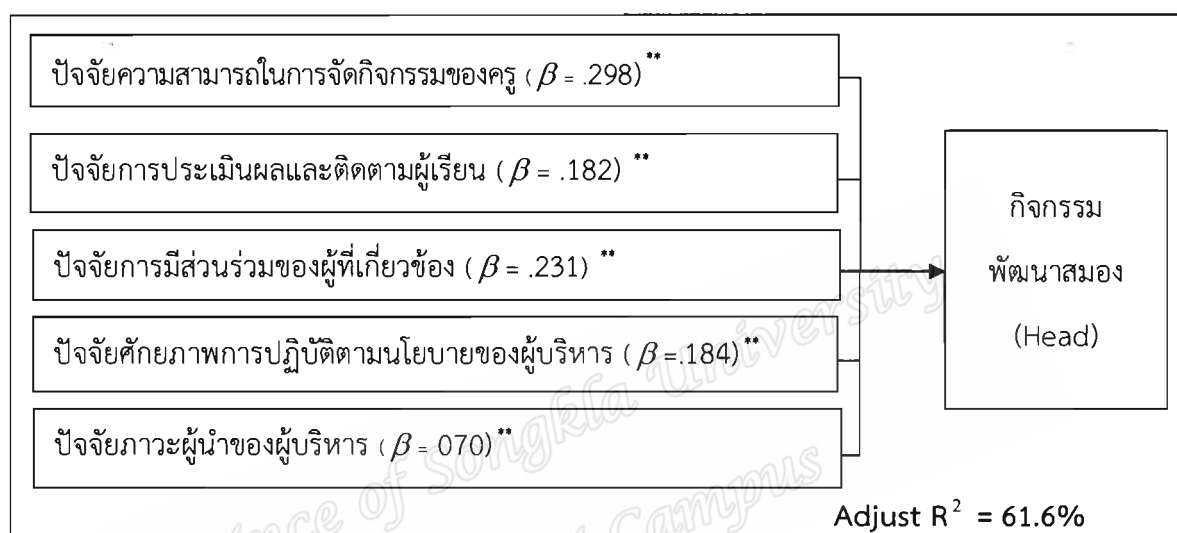 ปัจจัยความสามารถในการจัดกิจกรรมของครู (β = .298)**
ปัจจัยการประเมินผลและติดตามผู้เรียน (β = .182) **
ปัจจัยการมีส่วนร่วมของผู้ที่เกี่ยวข้อง (β = .231) **
ปัจจัยศักยภาพการปฏิบัติตามนโยบายของผู้บริหาร (β =.184)**
ปัจจัยภาวะผู้นำของผู้บริหาร (β = 070)**
กิจกรรม
พัฒนาสมอง
(Head)
Adjust R² = 61.6%
nce of Songkla University
Campus